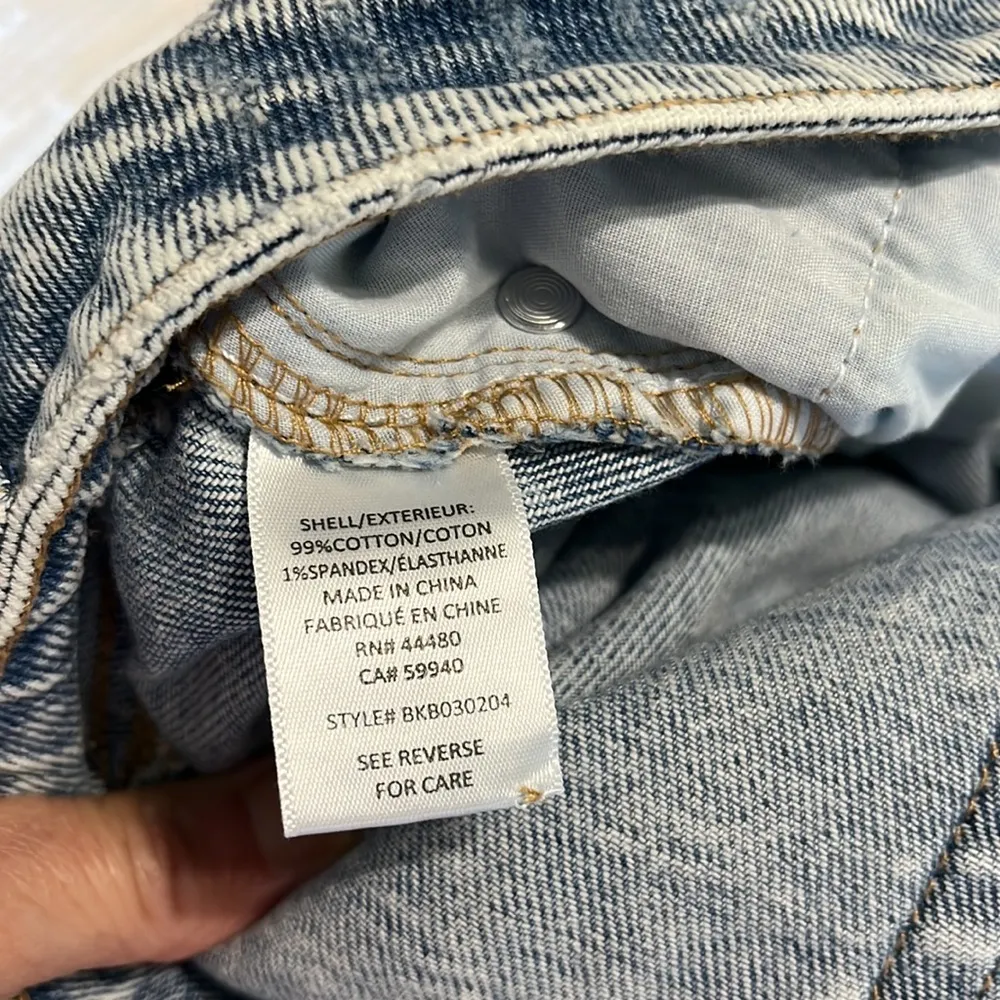 SHELL/EXTERIEUR:
99%COTTON/COTON
1%SPANDEX/ÉLASTHANNE
MADE IN CHINA
FABRIQUÉ EN CHINE
RN# 44480
CA# 59940
STYLE# BKB030204
SEE REVERSE
FOR CARE